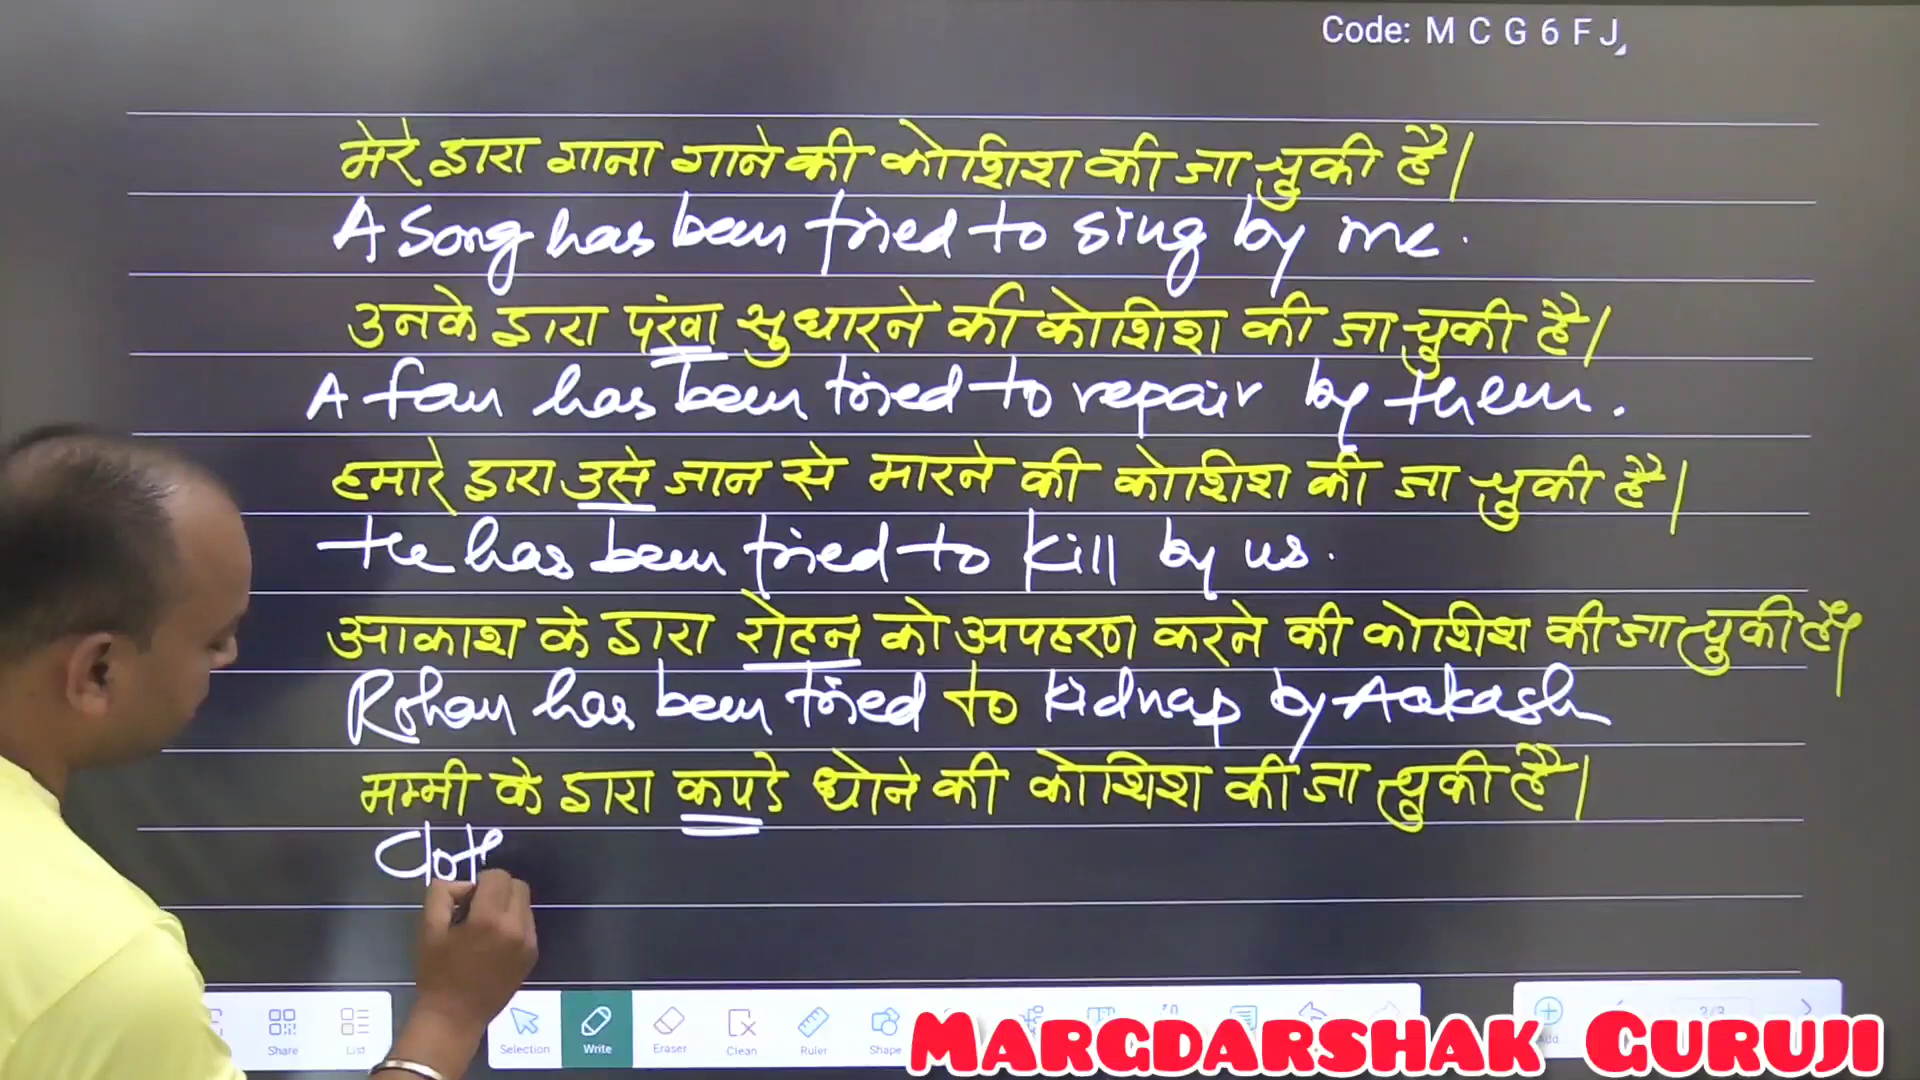 Code: M C G 6 F J
मेरे द्वारा गाना गाने की कोशिश की जा चुकी है।
A song has been tried to sing by me.
उनके द्वारा पंखा सुधारने की कोशिश की जा चुकी है।
A fan has been tried to repair by them.
हमारे द्वारा उसे जान से मारने की कोशिश की जा चुकी है।
He has been tried to kill by us.
आकाश के द्वारा रोहन को अपहरण करने की कोशिश की जा चुकी है।
Rohan has been tried to kidnap by Aakash
मम्मी के द्वारा कपडे धोने की कोशिश की जा चुकी है।
Cloth
Share List Selection Write Eraser Clean Ruler Shape Add
MARGDARSHAK GURUJI